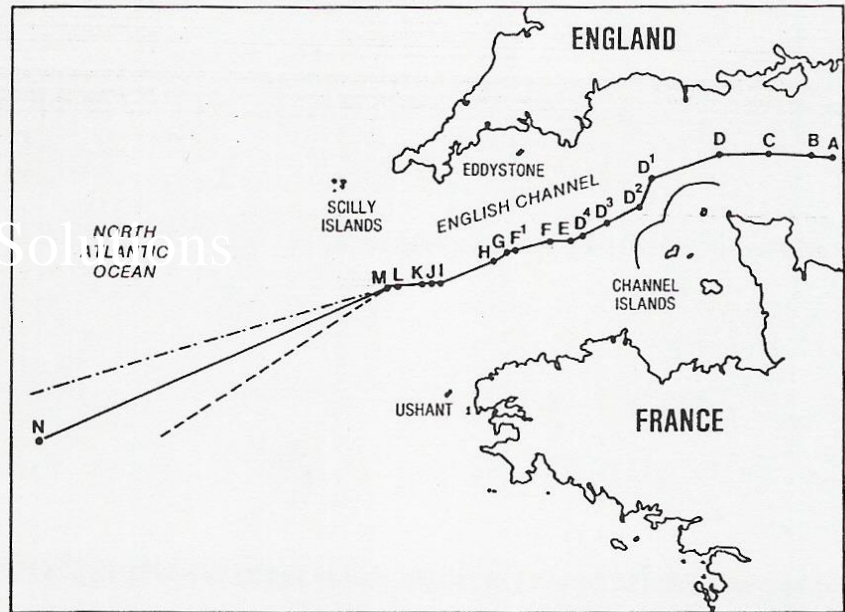 ENGLAND
D
C
B
A
EDDYSTONE
D¹
ENGLISH CHANNEL
D²
SCILLY
ISLANDS
D³
D⁴
NORTH
ATLANTIC
OCEAN
Solutions
H
G
F¹
F
E
M
L
K
J
I
CHANNEL
ISLANDS
N
USHANT
FRANCE